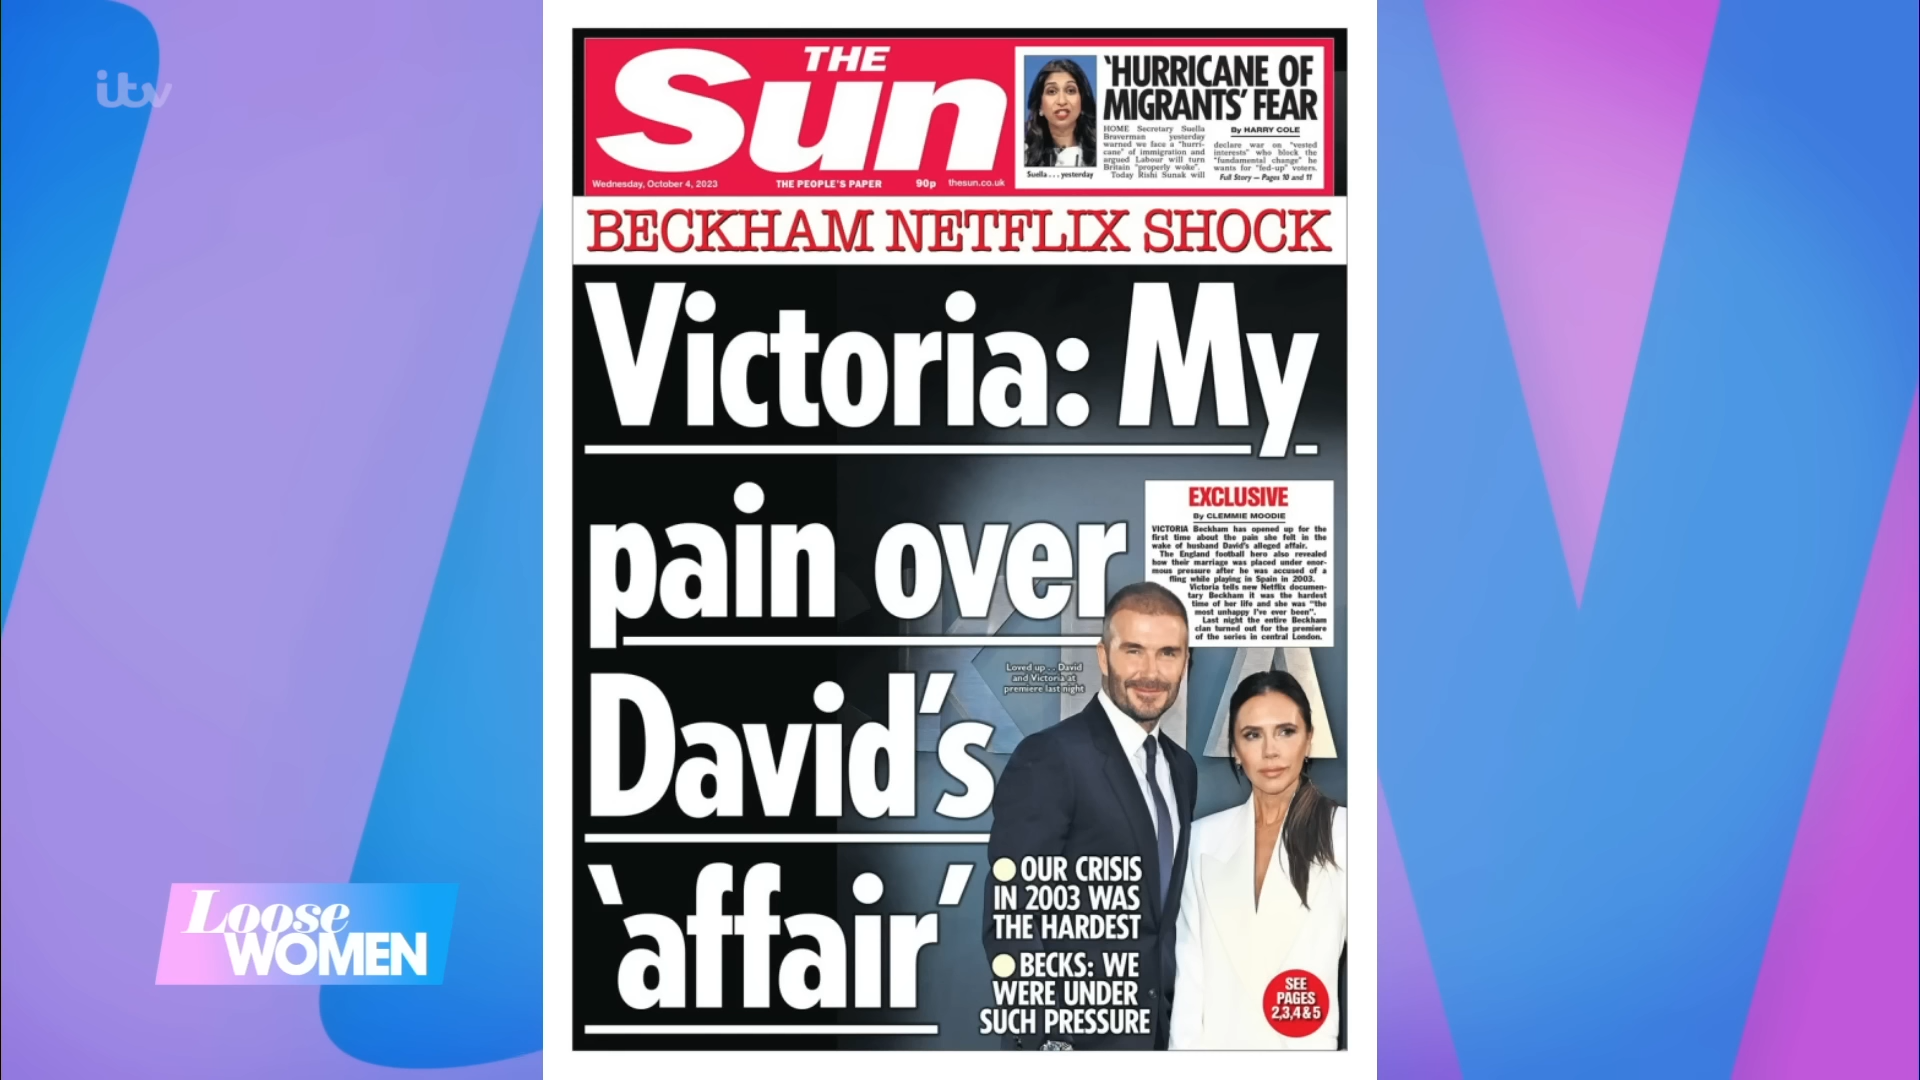 itv
THE
Sun
Wednesday, October 4, 2023
THE PEOPLE'S PAPER
90p
thesun.co.uk
Suella . . . yesterday
'HURRICANE OF
MIGRANTS' FEAR
HOME Secretary Suella
Braverman yesterday
warned we face a "hurri-
cane" of immigration and
argued Labour will turn
Britain "properly woke".
Today Rishi Sunak will
By HARRY COLE
declare war on "vested
interests" who block the
"fundamental change" he
wants for "fed-up" voters.
Full Story — Pages 10 and 11
BECKHAM NETFLIX SHOCK
Victoria: My
pain over
David's
'affair'
EXCLUSIVE
By CLEMMIE MOODIE
VICTORIA Beckham has opened up for the
first time about the pain she felt in the
wake of husband David's alleged affair.
The England football hero also revealed
how their marriage was placed under enor-
mous pressure after he was accused of a
fling while playing in Spain in 2003.
Victoria tells new Netflix documen-
tary Beckham it was the hardest
time of her life and she was "the
most unhappy I've ever been".
Last night the entire Beckham
clan turned out for the premiere
of the series in central London.
Loved up . . David
and Victoria at
premiere last night
OUR CRISIS
IN 2003 WAS
THE HARDEST
BECKS: WE
WERE UNDER
SUCH PRESSURE
SEE
PAGES
2,3,4&5
Loose
WOMEN